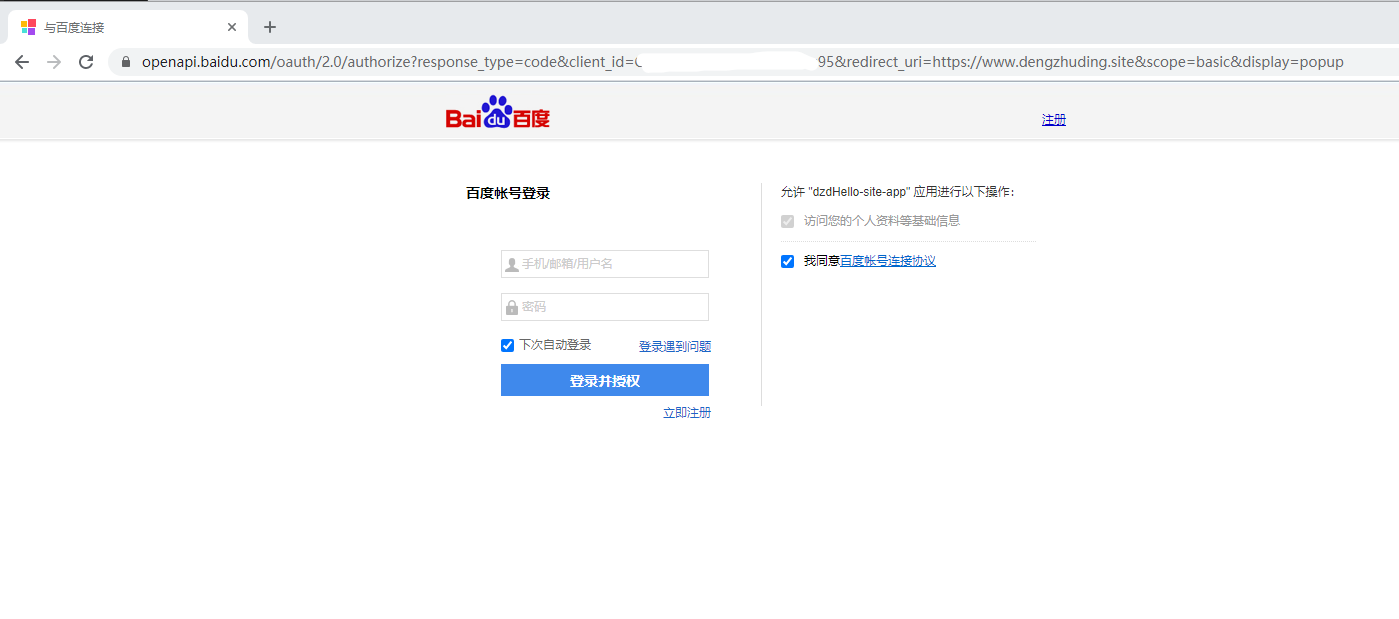 与百度连接
openapi.baidu.com/oauth/2.0/authorize?response_type=code&client_id= 95&redirect_uri=https://www.dengzhuding.site&scope=basic&display=popup
Bai du 百度
注册
百度帐号登录
手机/邮箱/用户名
密码
下次自动登录
登录遇到问题
登录并授权
立即注册
允许 "dzdHello-site-app" 应用进行以下操作:
访问您的个人资料等基础信息
我同意百度帐号连接协议